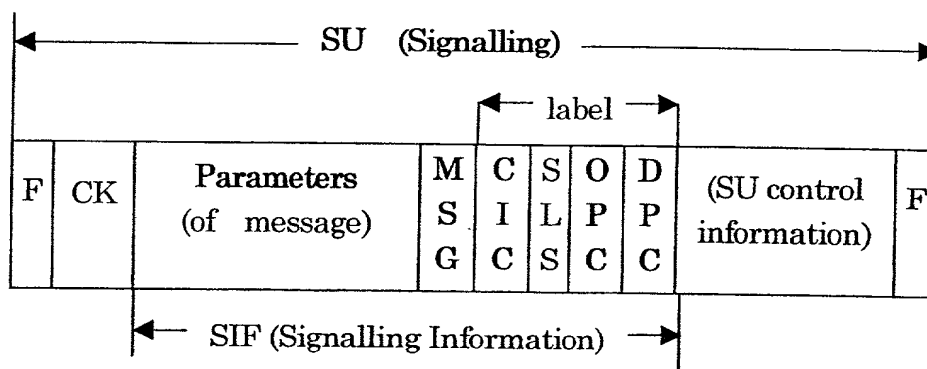 SU (Signalling)
label
F
CK
Parameters
(of message)
M
S
G
C
I
C
S
L
S
O
P
C
D
P
C
(SU control
information)
F
SIF (Signalling Information)